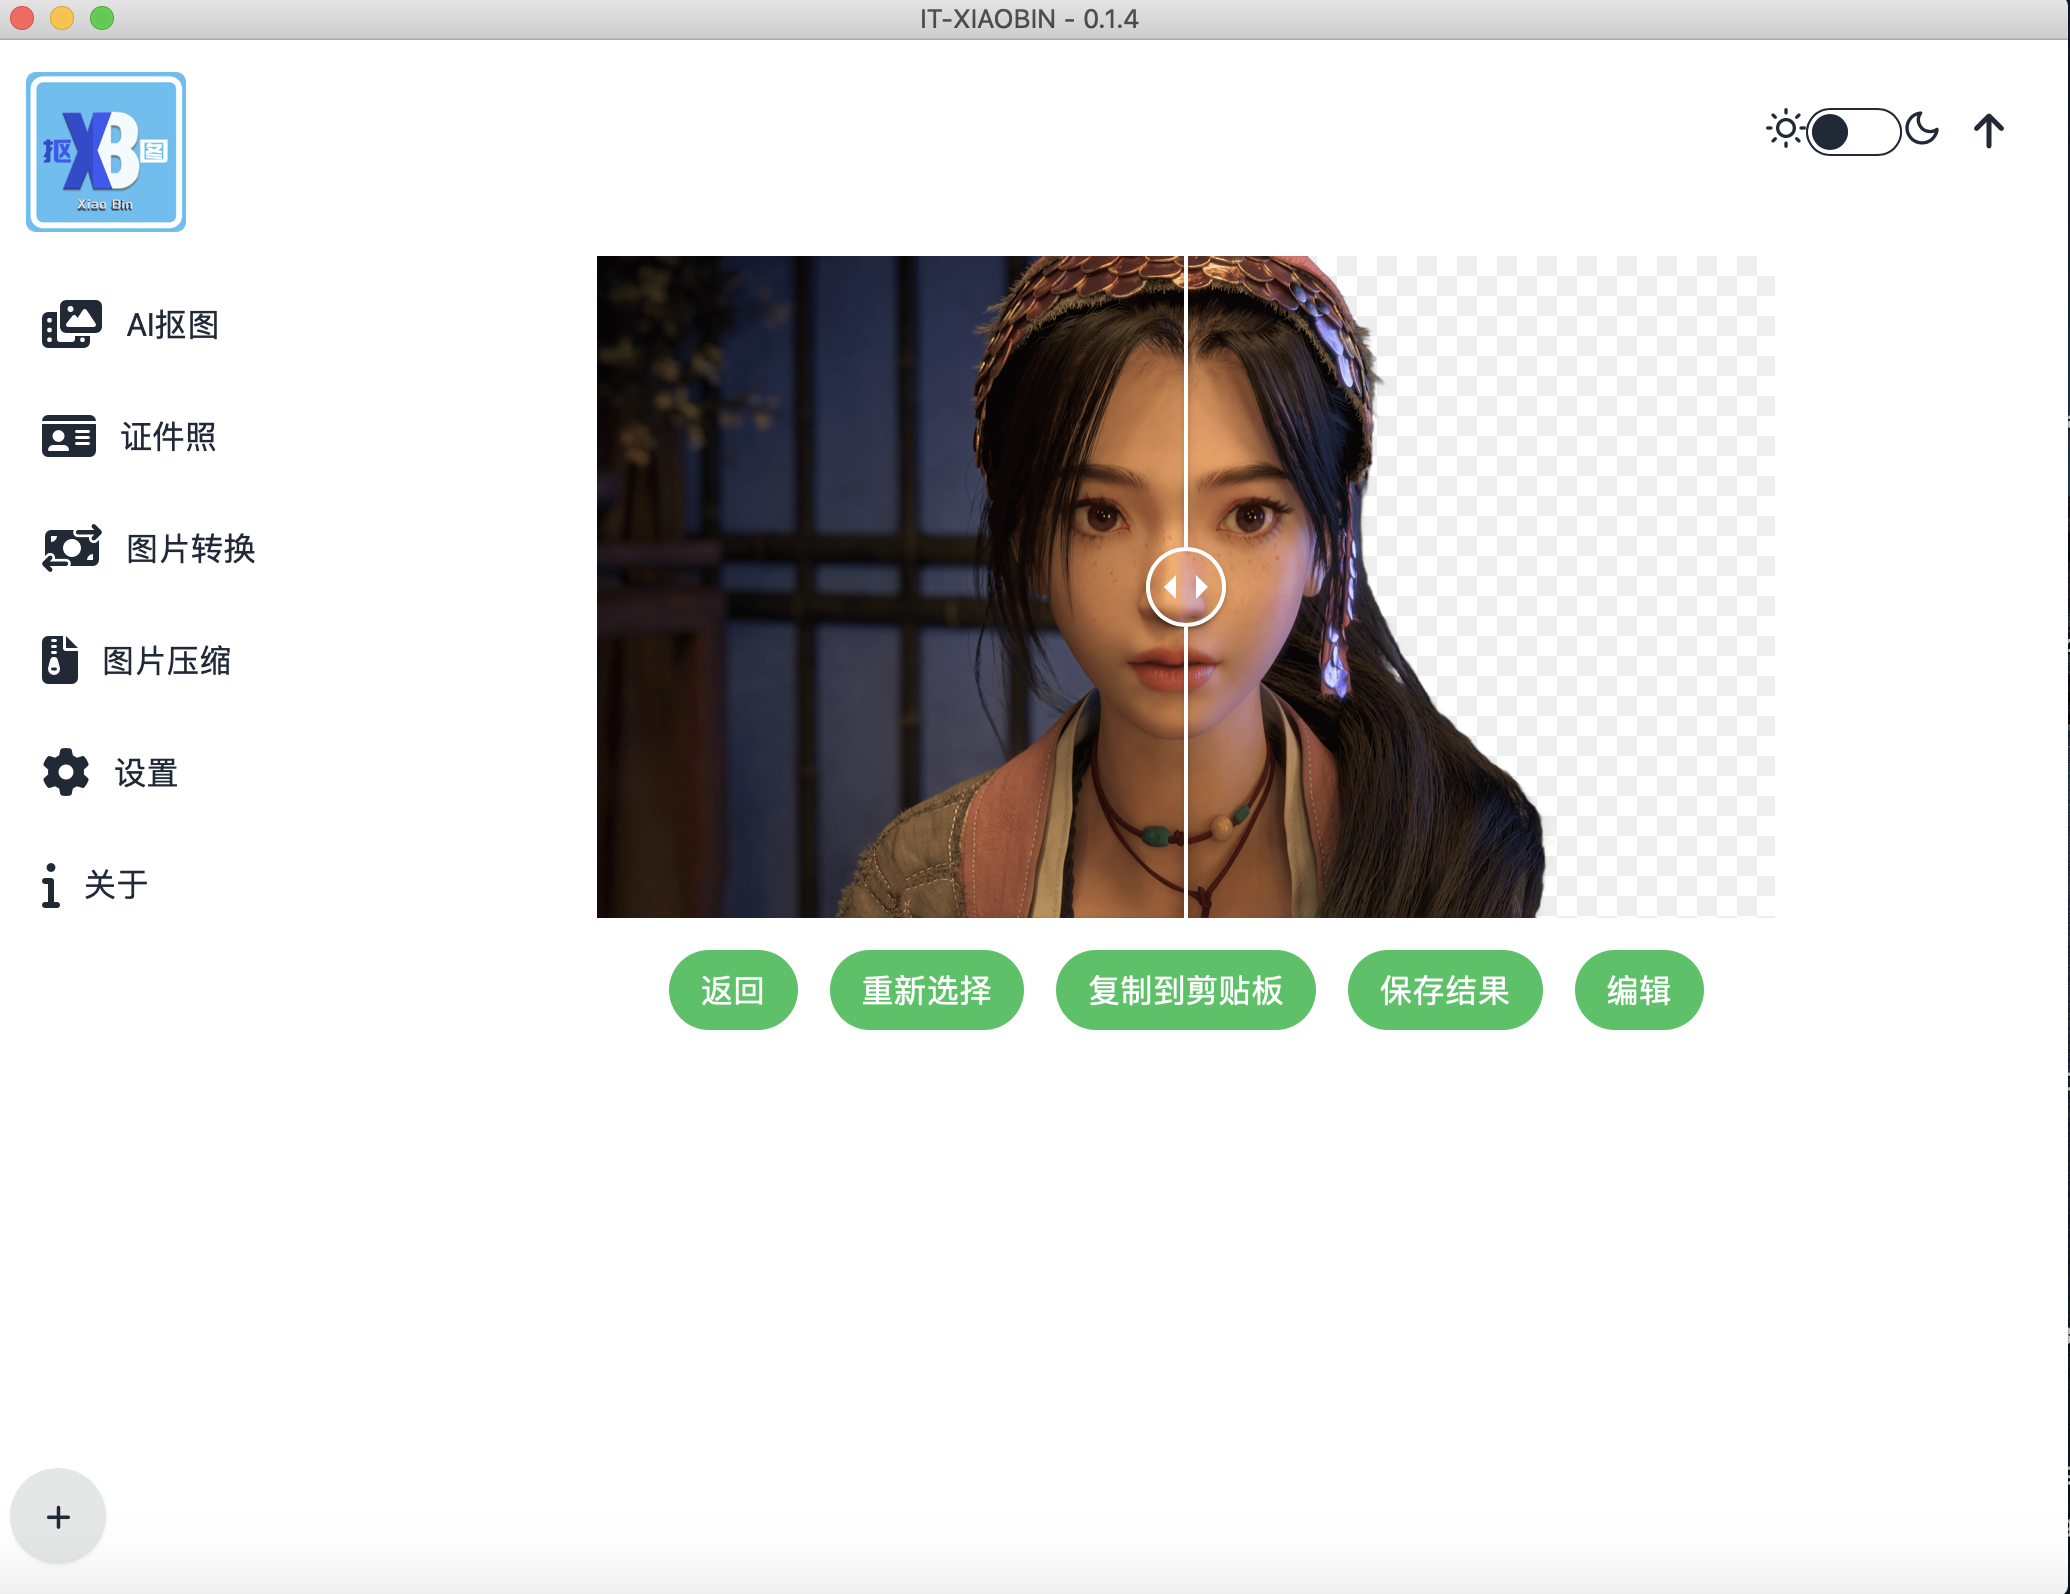 IT-XIAOBIN - 0.1.4
抠XB图
Xiao Bin
AI抠图
证件照
图片转换
图片压缩
设置
关于
返回 重新选择 复制到剪贴板 保存结果 编辑